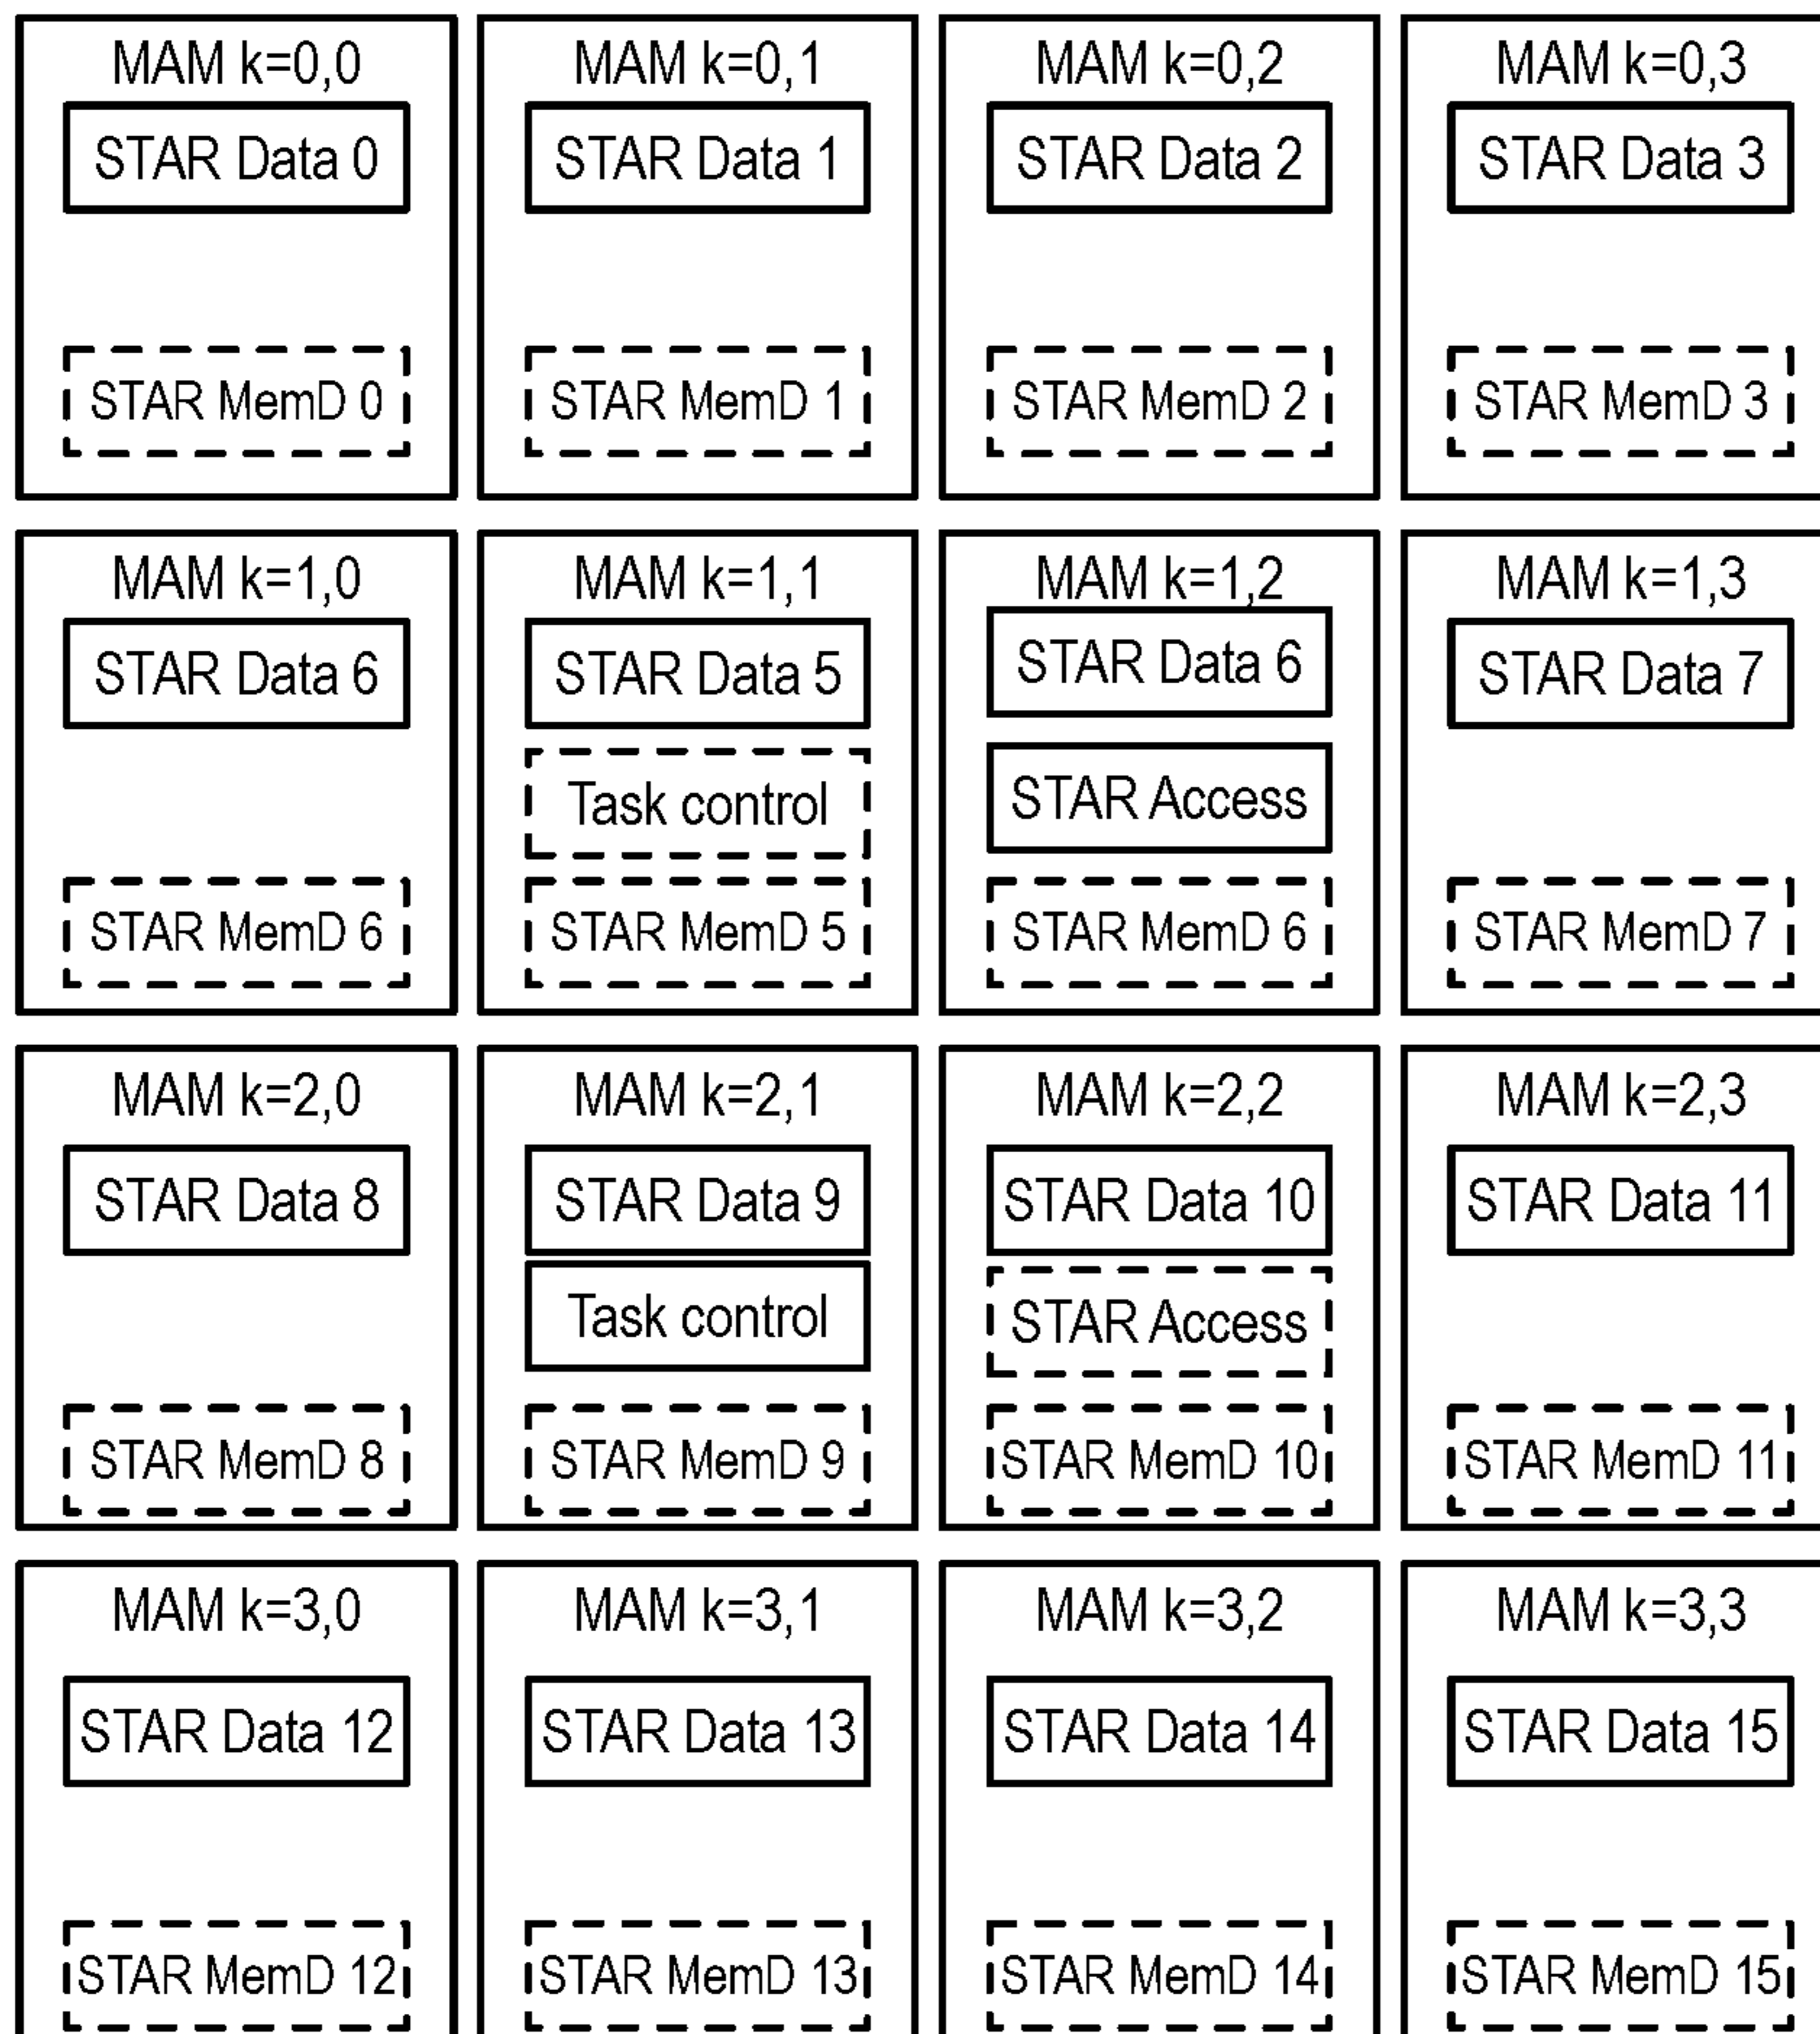 MAM k=0,0
STAR Data 0
STAR MemD 0
MAM k=0,1
STAR Data 1
STAR MemD 1
MAM k=0,2
STAR Data 2
STAR MemD 2
MAM k=0,3
STAR Data 3
STAR MemD 3
MAM k=1,0
STAR Data 6
STAR MemD 6
MAM k=1,1
STAR Data 5
Task control
STAR MemD 5
MAM k=1,2
STAR Data 6
STAR Access
STAR MemD 6
MAM k=1,3
STAR Data 7
STAR MemD 7
MAM k=2,0
STAR Data 8
STAR MemD 8
MAM k=2,1
STAR Data 9
Task control
STAR MemD 9
MAM k=2,2
STAR Data 10
STAR Access
STAR MemD 10
MAM k=2,3
STAR Data 11
STAR MemD 11
MAM k=3,0
STAR Data 12
STAR MemD 12
MAM k=3,1
STAR Data 13
STAR MemD 13
MAM k=3,2
STAR Data 14
STAR MemD 14
MAM k=3,3
STAR Data 15
STAR MemD 15